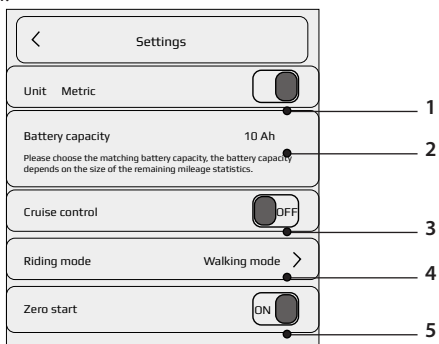 Settings
Unit Metric
1
Battery capacity 10 Ah
2
Please choose the matching battery capacity, the battery capacity
depends on the size of the remaining mileage statistics.
Cruise control OFF
3
Riding mode Walking mode
4
Zero start ON
5